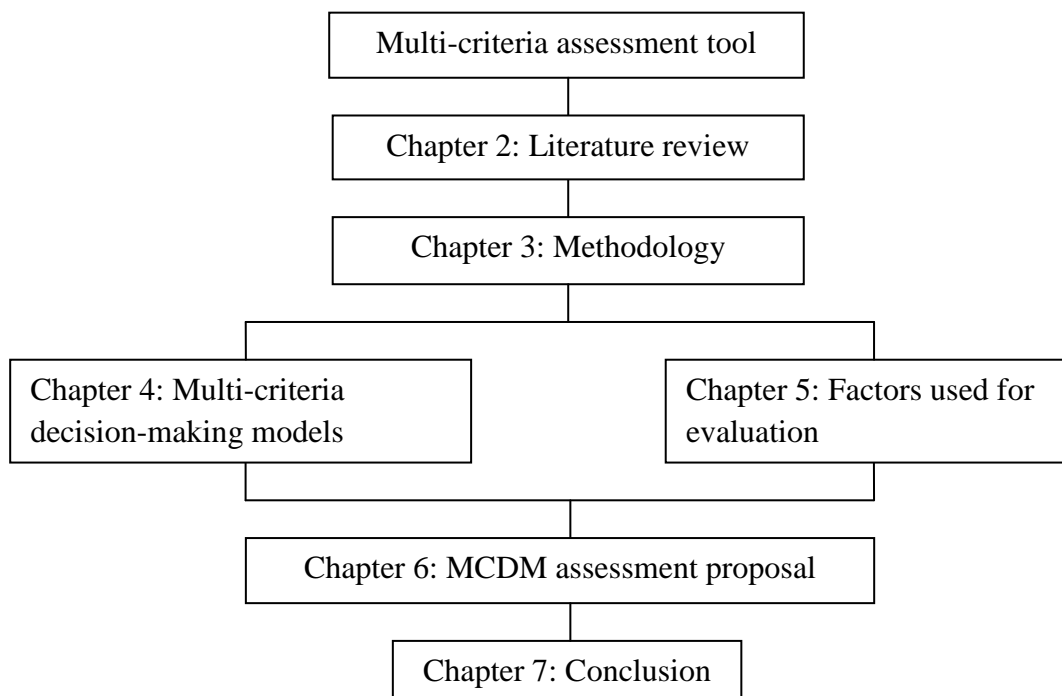 Multi-criteria assessment tool
Chapter 2: Literature review
Chapter 3: Methodology
Chapter 4: Multi-criteria
decision-making models
Chapter 5: Factors used for
evaluation
Chapter 6: MCDM assessment proposal
Chapter 7: Conclusion